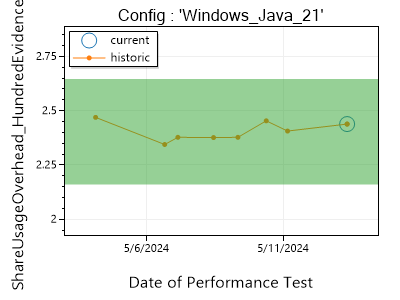 Config : 'Windows_Java_21'
ShareUsageOverhead_HundredEvidence
current
historic
2.75
2.5
2.25
2
5/6/2024
5/11/2024
Date of Performance Test